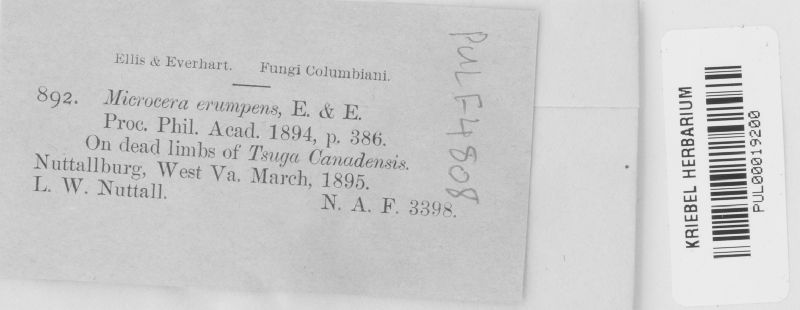 Ellis & Everhart. Fungi Columbiani.
892. Microcera erumpens, E. & E.
Proc. Phil. Acad. 1894, p. 386.
On dead limbs of Tsuga Canadensis.
Nuttallburg, West Va. March, 1895.
L. W. Nuttall. N. A. F. 3398.
PUL F4808
KRIEBEL HERBARIUM
PUL00019200